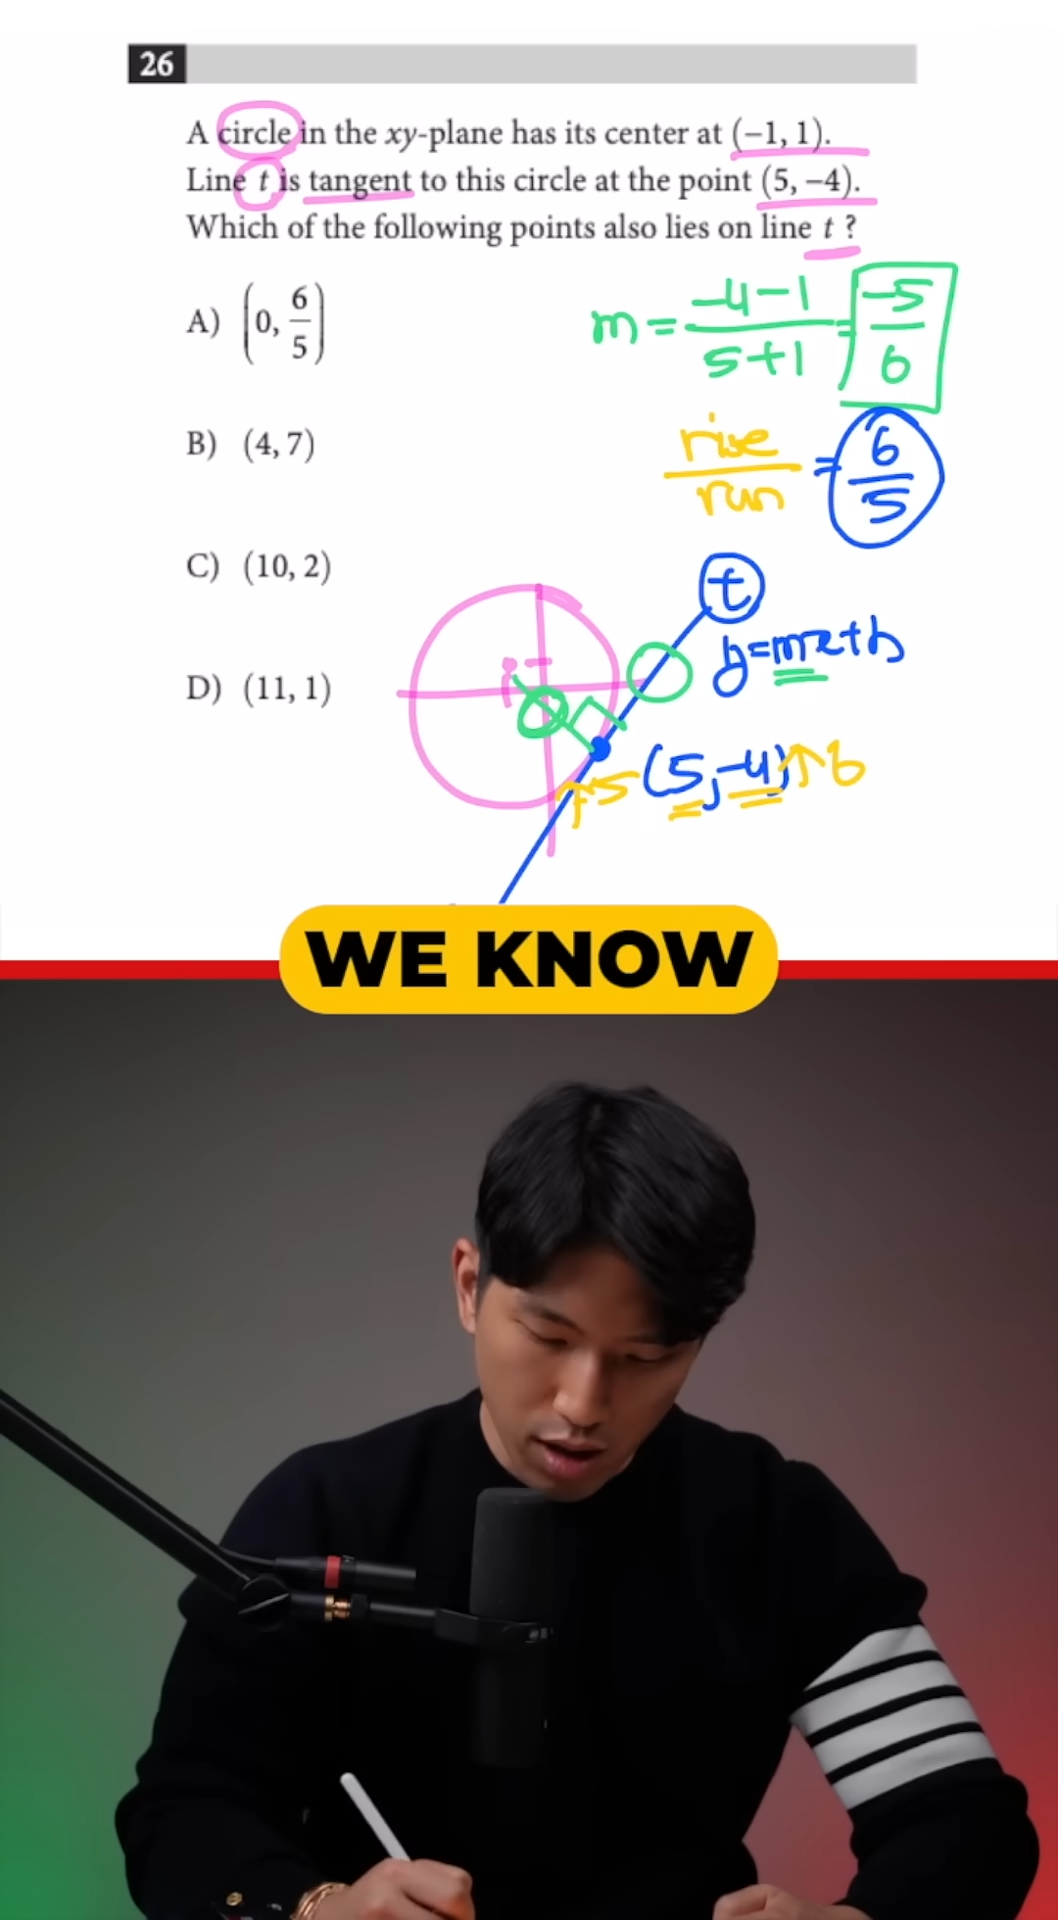 26
A circle in the xy-plane has its center at (−1, 1).
Line t is tangent to this circle at the point (5, −4).
Which of the following points also lies on line t ?
A) (0, 6/5)
m = -4-1/5+1 = -5/6
B) (4, 7)
rise/run = 6/5
C) (10, 2)
t
y=mx+b
D) (11, 1)
↑5 (5,-4)↑6
WE KNOW